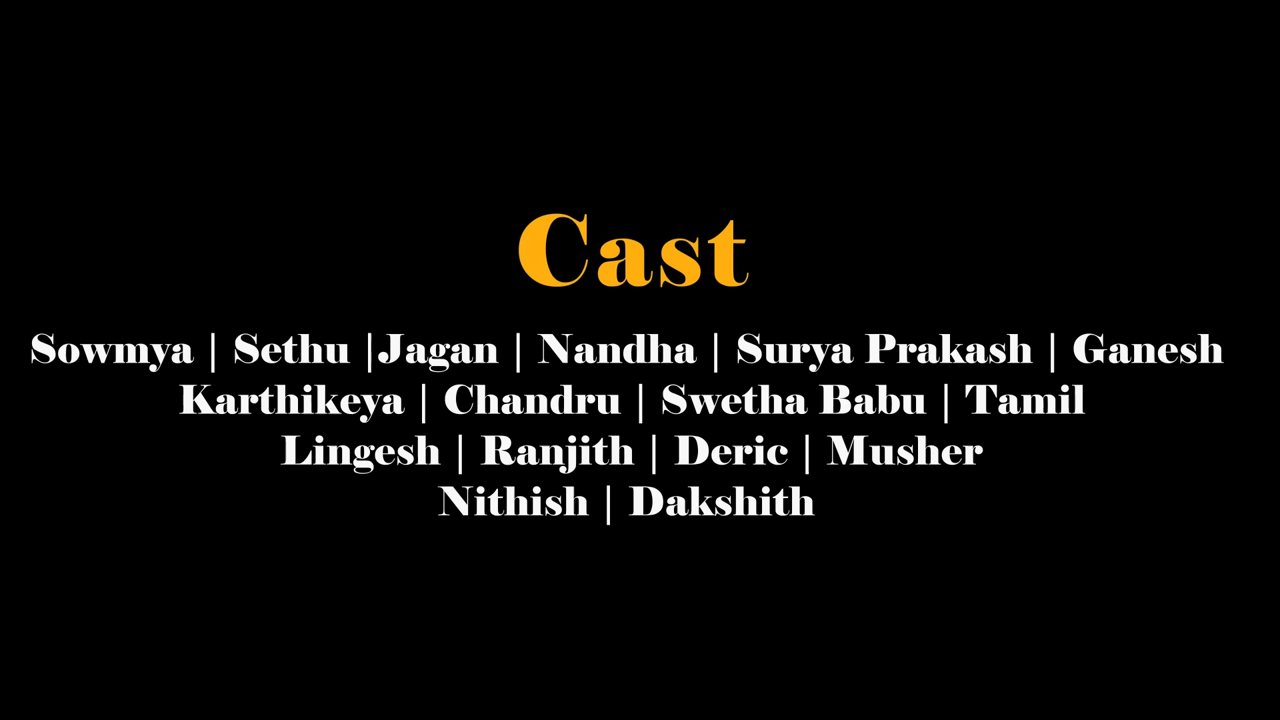 Cast
Sowmya | Sethu |Jagan | Nandha | Surya Prakash | Ganesh
Karthikeya | Chandru | Swetha Babu | Tamil
Lingesh | Ranjith | Deric | Musher
Nithish | Dakshith